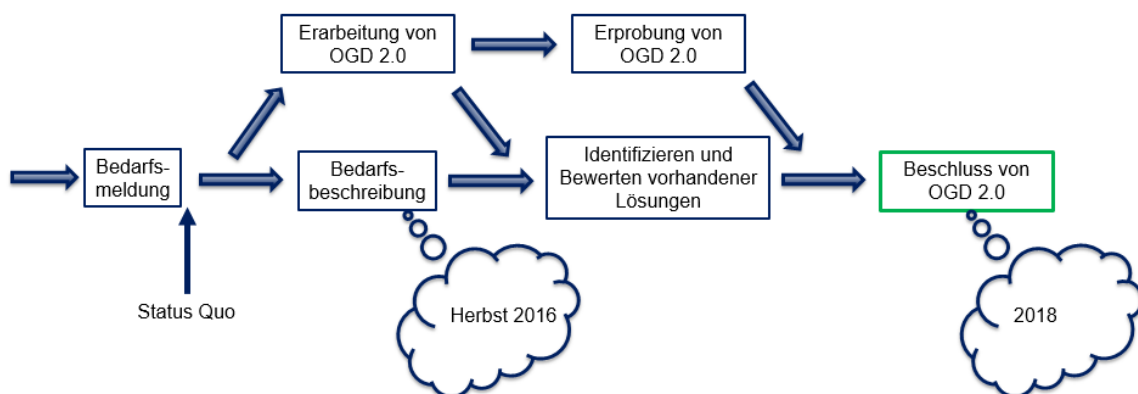 Erarbeitung von
OGD 2.0
Erprobung von
OGD 2.0
Bedarfs-
meldung
Bedarfs-
beschreibung
Identifizieren und
Bewerten vorhandener
Lösungen
Beschluss von
OGD 2.0
Status Quo
Herbst 2016
2018